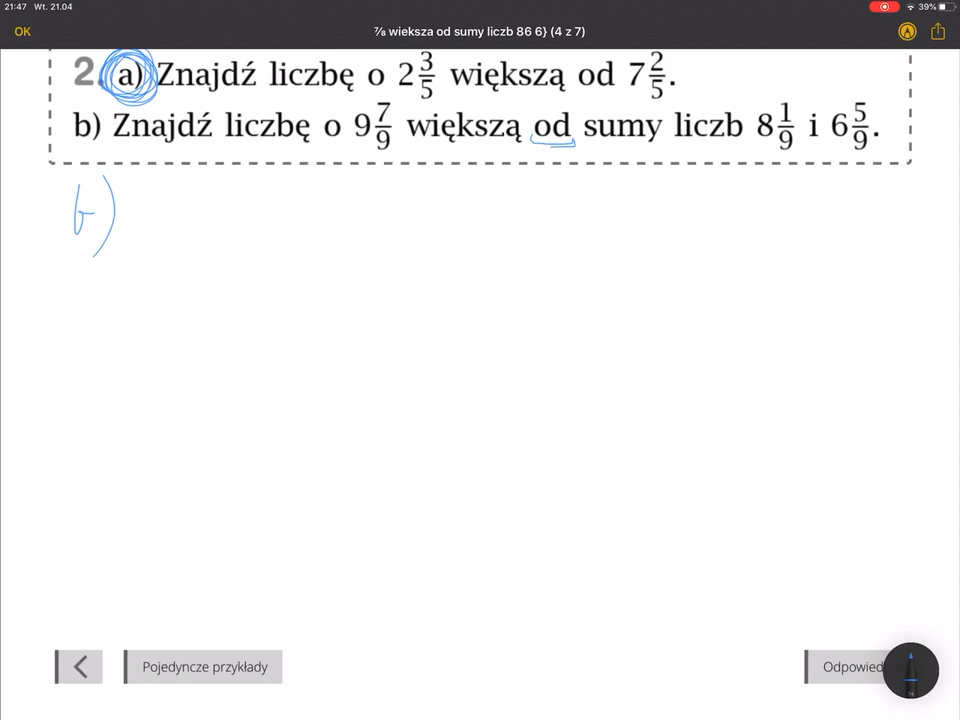 21:47 Wt. 21.04 39%
OK ⅞ wieksza od sumy liczb 86 6} (4 z 7)
2. a) Znajdź liczbę o 2 3/5 większą od 7 2/5.
b) Znajdź liczbę o 9 7/9 większą od sumy liczb 8 1/9 i 6 5/9.
b)
Pojedyncze przykłady Odpowied